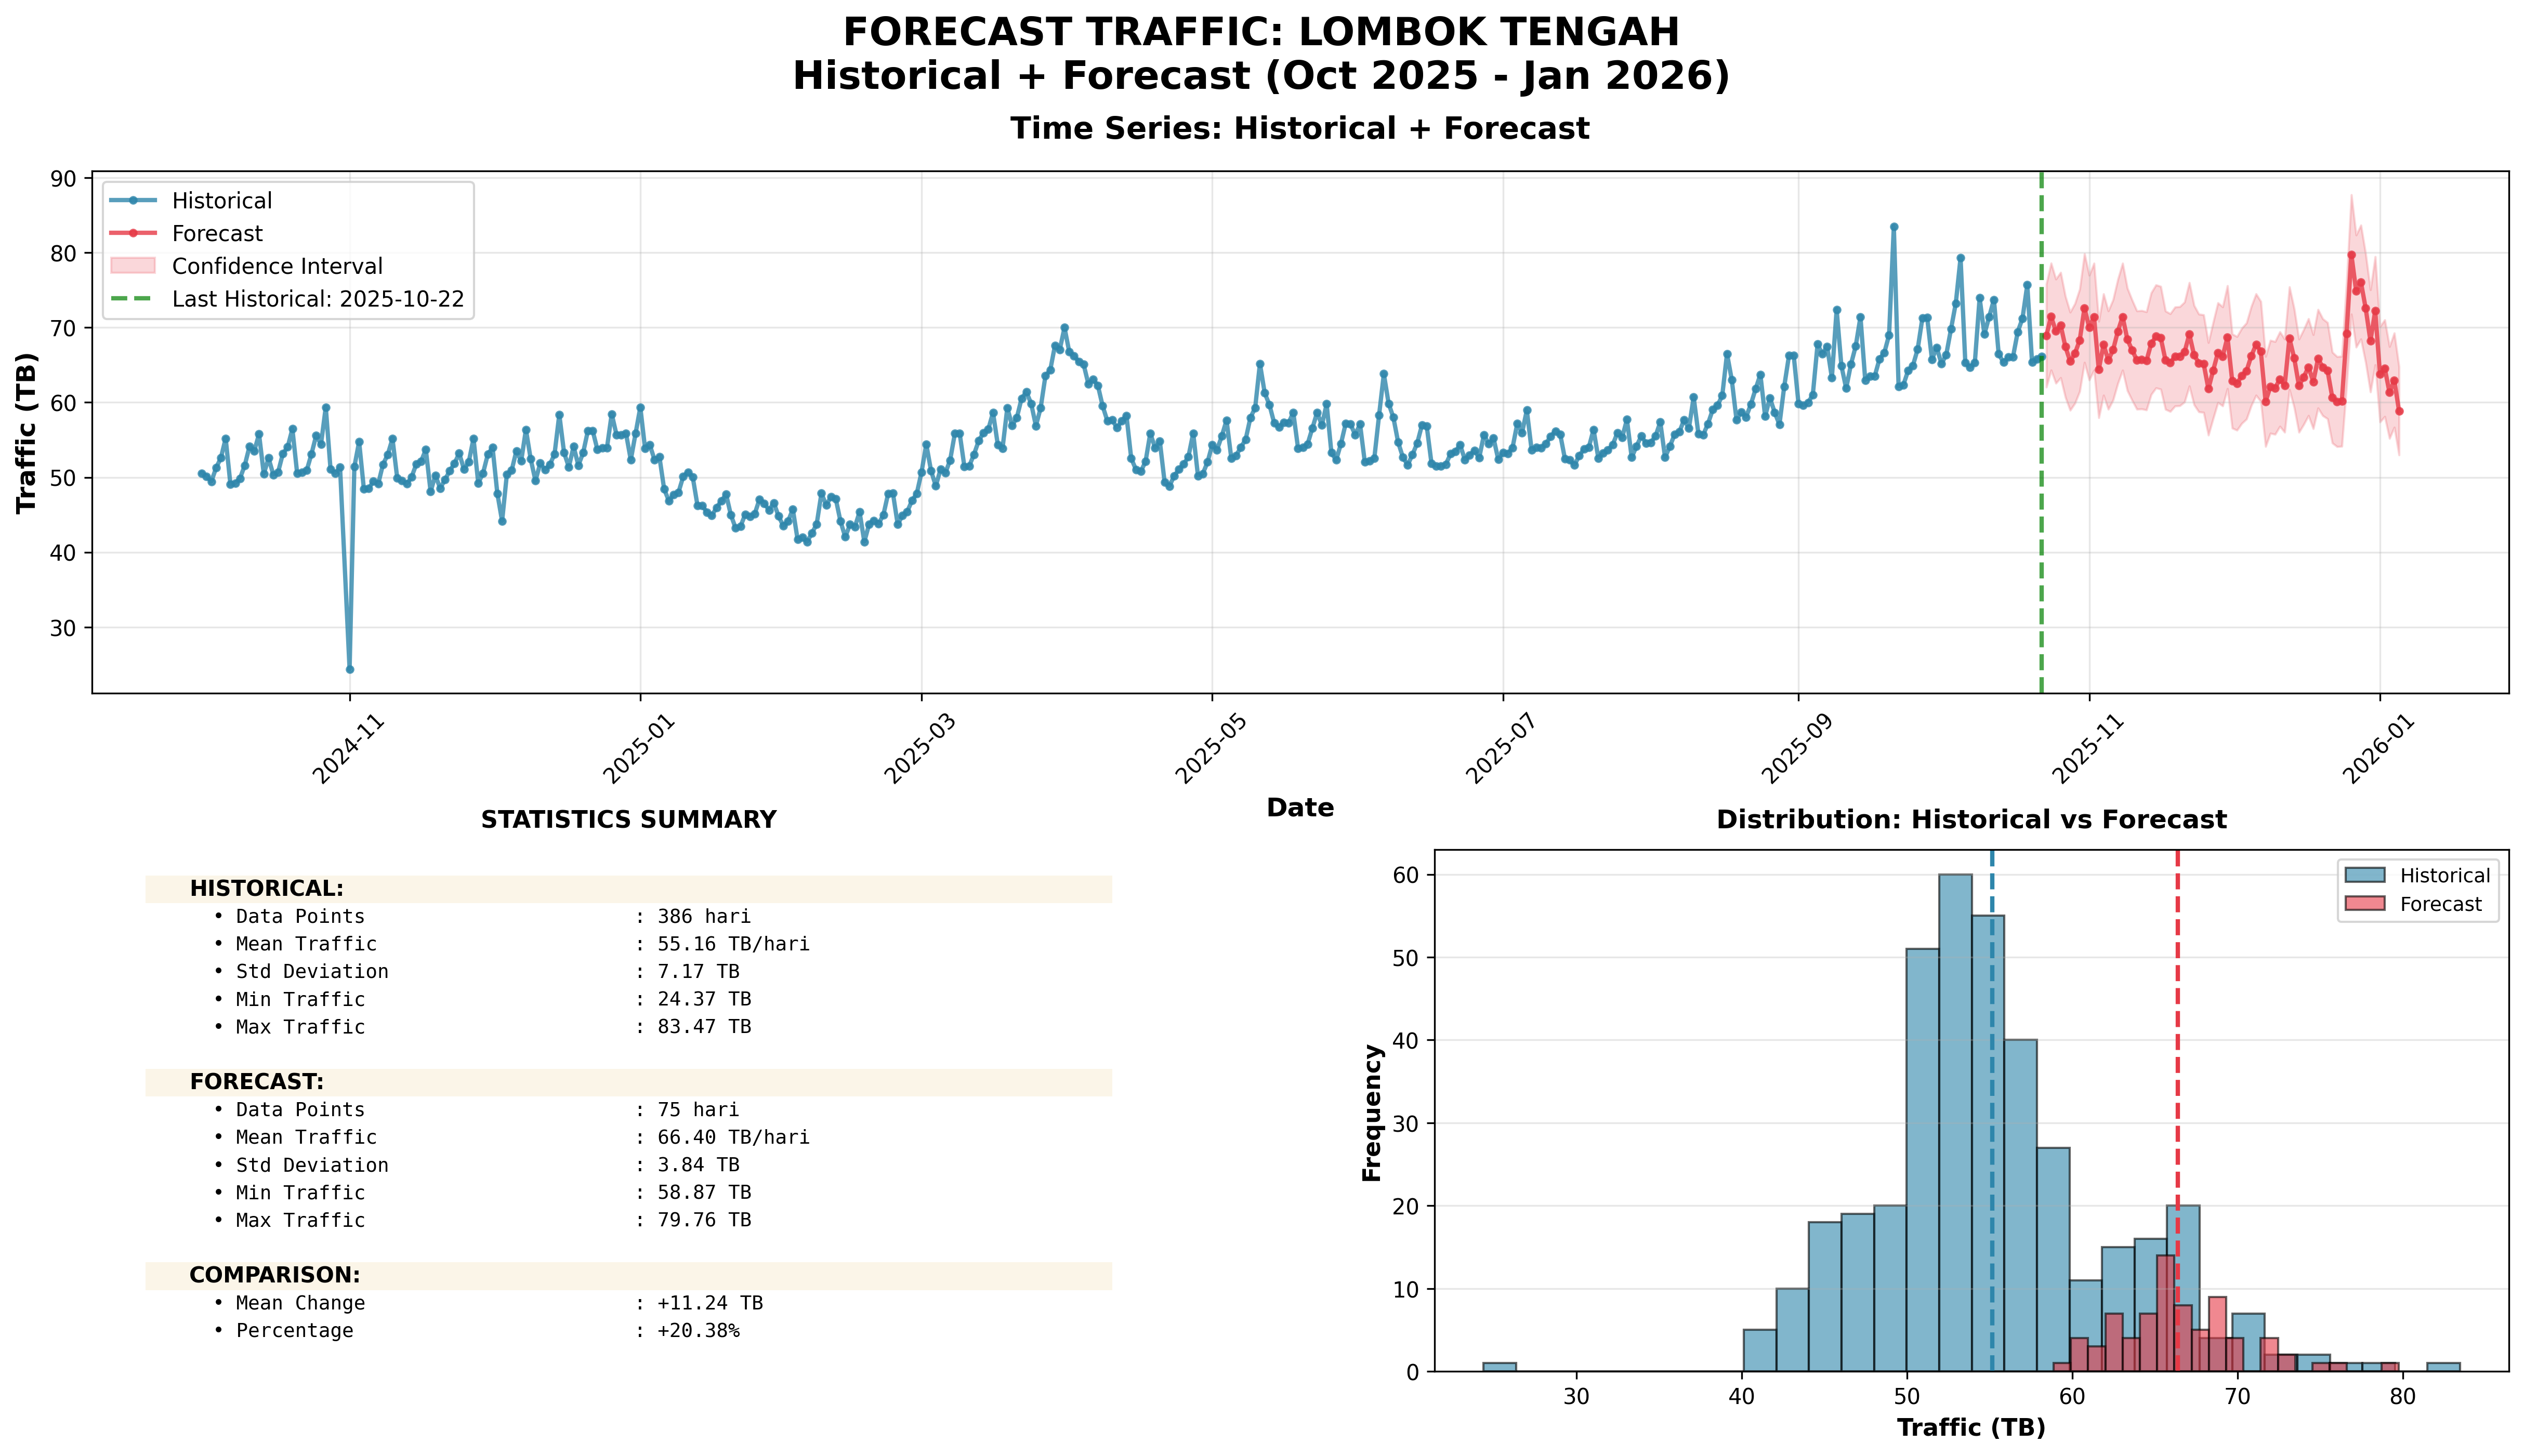 FORECAST TRAFFIC: LOMBOK TENGAH
Historical + Forecast (Oct 2025 - Jan 2026)
Time Series: Historical + Forecast
Traffic (TB)
90
80
70
60
50
40
30
Historical
Forecast
Confidence Interval
Last Historical: 2025-10-22
2024-11
2025-01
2025-03
2025-05
2025-07
2025-09
2025-11
2026-01
Date
STATISTICS SUMMARY
HISTORICAL:
• Data Points : 386 hari
• Mean Traffic : 55.16 TB/hari
• Std Deviation : 7.17 TB
• Min Traffic : 24.37 TB
• Max Traffic : 83.47 TB
FORECAST:
• Data Points : 75 hari
• Mean Traffic : 66.40 TB/hari
• Std Deviation : 3.84 TB
• Min Traffic : 58.87 TB
• Max Traffic : 79.76 TB
COMPARISON:
• Mean Change : +11.24 TB
• Percentage : +20.38%
Distribution: Historical vs Forecast
Frequency
60
50
40
30
20
10
0
Historical
Forecast
30
40
50
60
70
80
Traffic (TB)